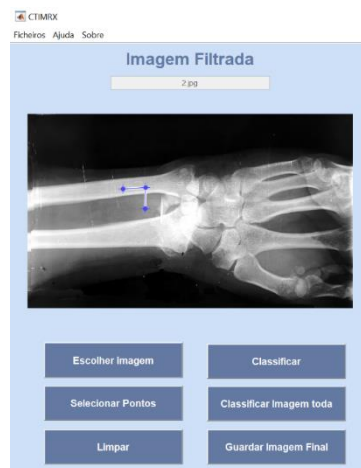 CTIMRX
Ficheiros Ajuda Sobre
Imagem Filtrada
2.jpg
Escolher Imagem
Classificar
Selecionar Pontos
Classificar Imagem toda
Limpar
Guardar Imagem Final